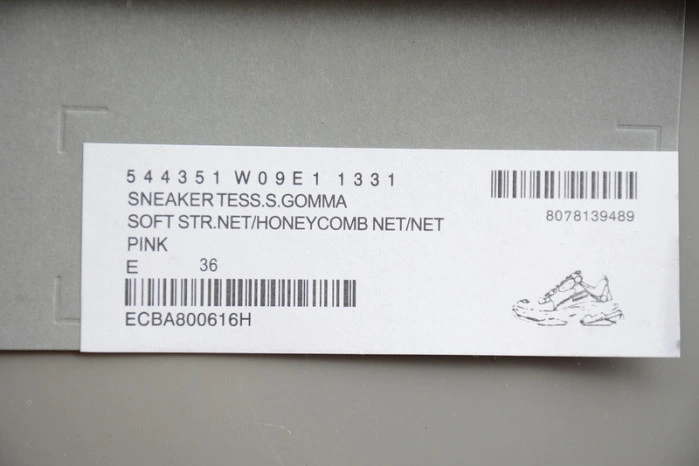 544351 W09E1 1331
SNEAKER TESS.S.GOMMA
SOFT STR.NET/HONEYCOMB NET/NET
PINK
E 36
ECBA800616H
8078139489